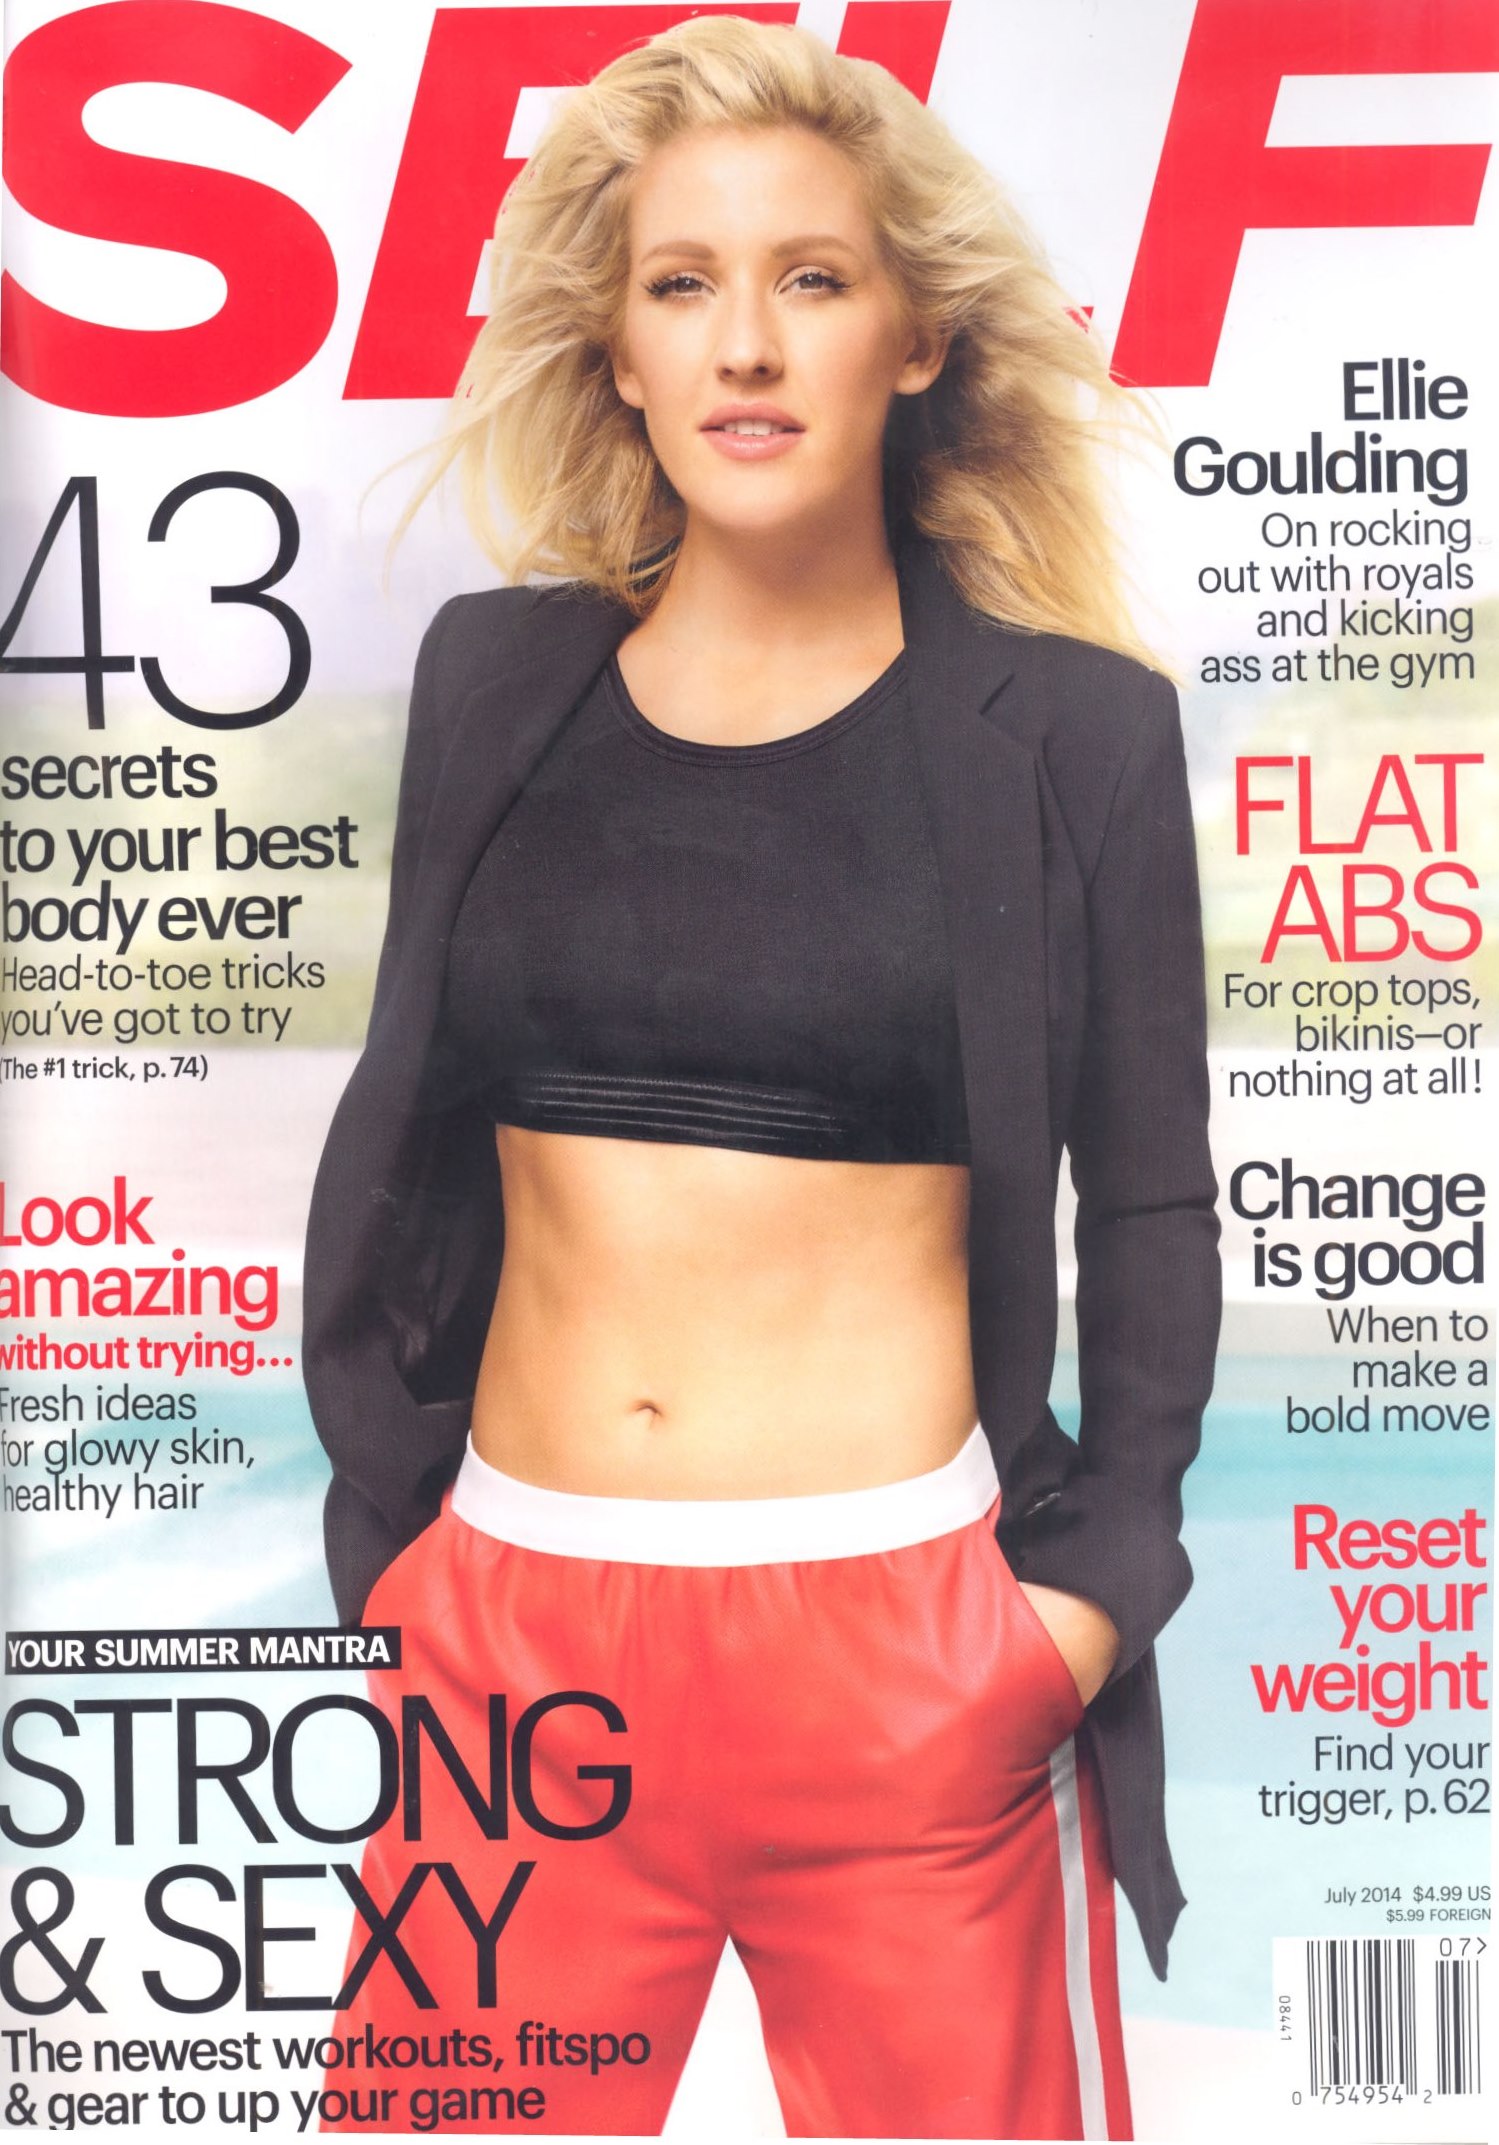 SELF
43
secrets
to your best
body ever
Head-to-toe tricks
you've got to try
(The #1 trick, p. 74)
Look
amazing
without trying...
Fresh ideas
for glowy skin,
healthy hair
YOUR SUMMER MANTRA
STRONG
& SEXY
The newest workouts, fitspo
& gear to up your game
Ellie
Goulding
On rocking
out with royals
and kicking
ass at the gym
FLAT
ABS
For crop tops,
bikinis—or
nothing at all!
Change
is good
When to
make a
bold move
Reset
your
weight
Find your
trigger, p. 62
July 2014 $4.99 US
$5.99 FOREIGN
07>
08441
0 754954 2